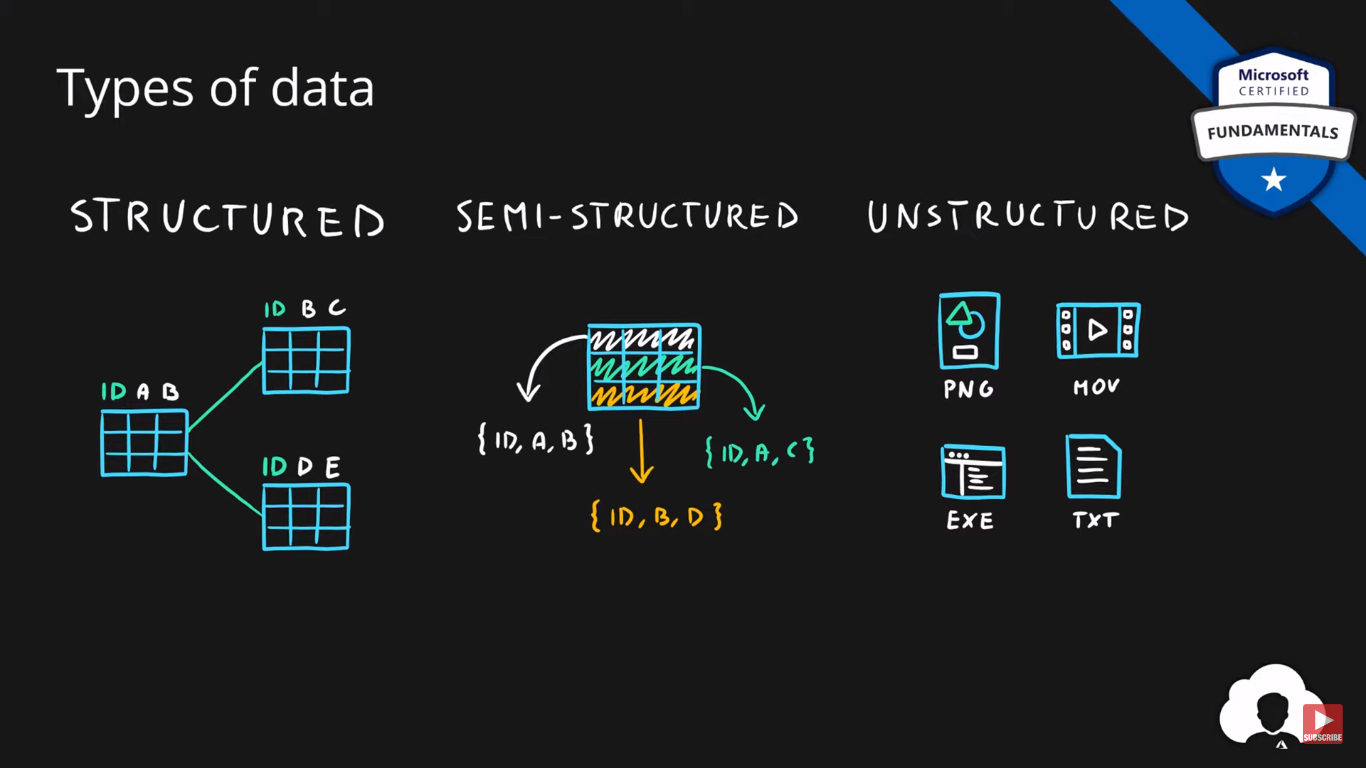 Types of data
Microsoft
CERTIFIED
FUNDAMENTALS
STRUCTURED
SEMI-STRUCTURED
UNSTRUCTURED
ID B C
ID A B
ID D E
{ID, A, B}
{ID, A, C}
{ID, B, D}
PNG
MOV
EXE
TXT
SUBSCRIBE